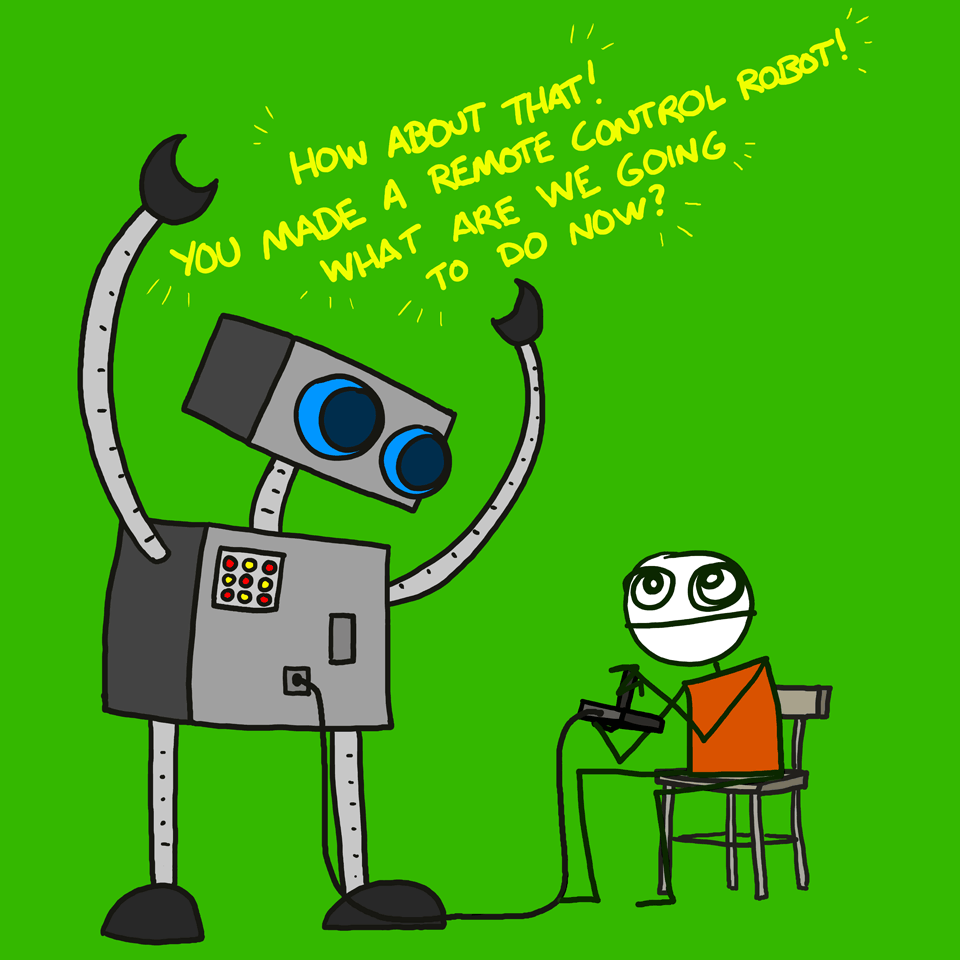 HOW ABOUT THAT!
YOU MADE A REMOTE CONTROL ROBOT!
WHAT ARE WE GOING
TO DO NOW?